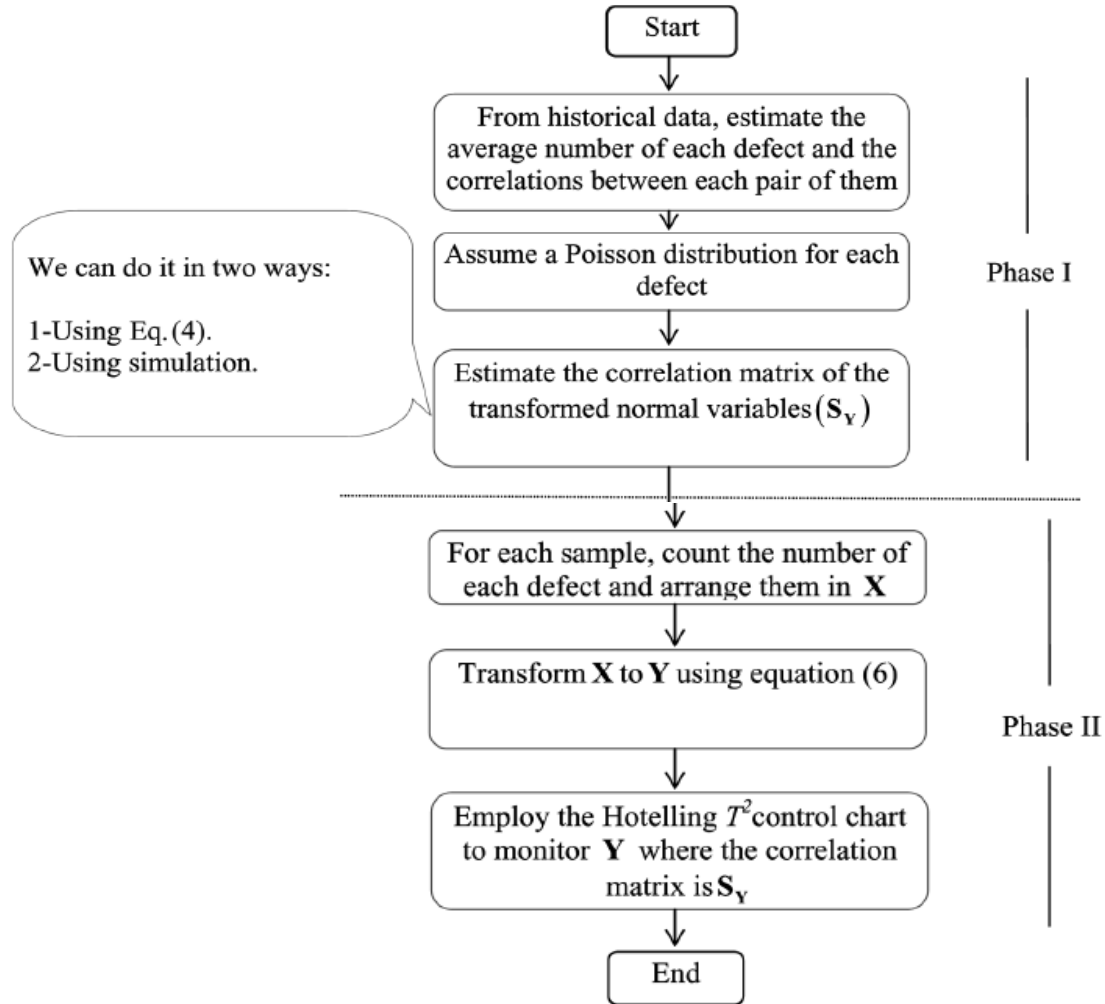 Start
From historical data, estimate the
average number of each defect and the
correlations between each pair of them
Assume a Poisson distribution for each
defect
We can do it in two ways:
1-Using Eq.(4).
2-Using simulation.
Estimate the correlation matrix of the
transformed normal variables (S_Y)
Phase I
For each sample, count the number of
each defect and arrange them in X
Transform X to Y using equation (6)
Employ the Hotelling T² control chart
to monitor Y where the correlation
matrix is S_Y
Phase II
End